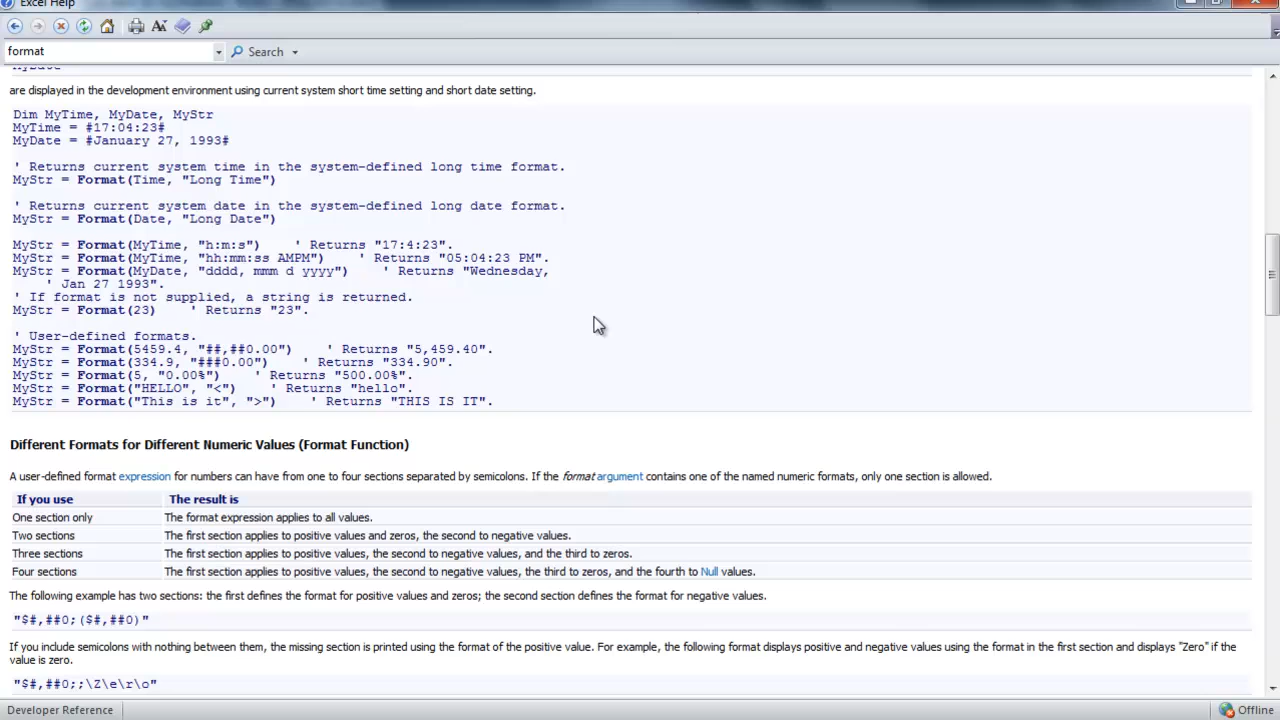 Excel Help
format
Search
MyDate
are displayed in the development environment using current system short time setting and short date setting.
Dim MyTime, MyDate, MyStr
MyTime = #17:04:23#
MyDate = #January 27, 1993#
' Returns current system time in the system-defined long time format.
MyStr = Format(Time, "Long Time")
' Returns current system date in the system-defined long date format.
MyStr = Format(Date, "Long Date")
MyStr = Format(MyTime, "h:m:s")    ' Returns "17:4:23".
MyStr = Format(MyTime, "hh:mm:ss AMPM")    ' Returns "05:04:23 PM".
MyStr = Format(MyDate, "dddd, mmm d yyyy")    ' Returns "Wednesday,
' Jan 27 1993".
' If format is not supplied, a string is returned.
MyStr = Format(23)    ' Returns "23".
' User-defined formats.
MyStr = Format(5459.4, "##,##0.00")    ' Returns "5,459.40".
MyStr = Format(334.9, "###0.00")    ' Returns "334.90".
MyStr = Format(5, "0.00%")    ' Returns "500.00%".
MyStr = Format("HELLO", "<")    ' Returns "hello".
MyStr = Format("This is it", ">")    ' Returns "THIS IS IT".
Different Formats for Different Numeric Values (Format Function)
A user-defined format expression for numbers can have from one to four sections separated by semicolons. If the format argument contains one of the named numeric formats, only one section is allowed.
If you use The result is
One section only The format expression applies to all values.
Two sections The first section applies to positive values and zeros, the second to negative values.
Three sections The first section applies to positive values, the second to negative values, and the third to zeros.
Four sections The first section applies to positive values, the second to negative values, the third to zeros, and the fourth to Null values.
The following example has two sections: the first defines the format for positive values and zeros; the second section defines the format for negative values.
"$#,##0;($#,##0)"
If you include semicolons with nothing between them, the missing section is printed using the format of the positive value. For example, the following format displays positive and negative values using the format in the first section and displays "Zero" if the
value is zero.
"$#,##0;;\Z\e\r\o"
Developer Reference
Offline